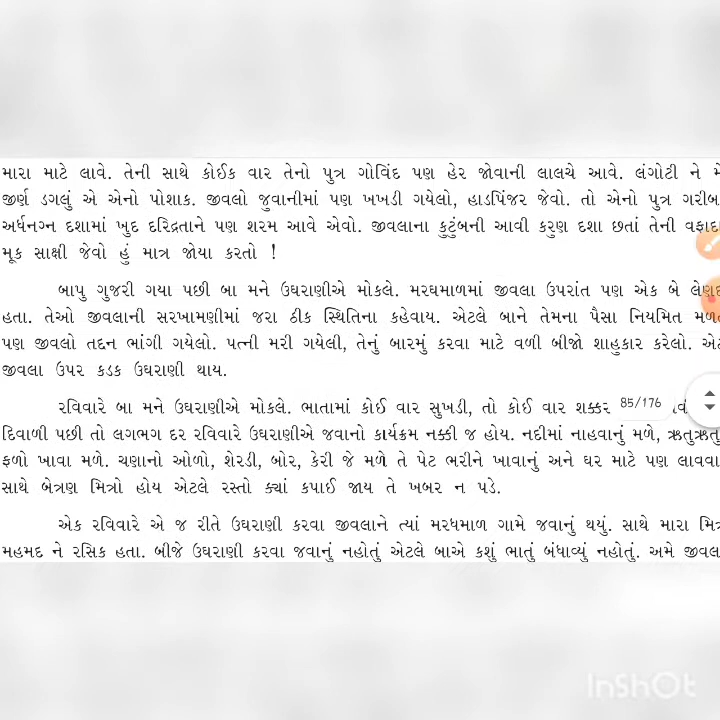 મારા માટે લાવે. તેની સાથે કોઈક વાર તેનો પુત્ર ગોવિંદ પણ હેર જોવાની લાલચે આવે. લંગોટી ને
જીર્ણ ડગલું એ એનો પોશાક. જીવલો જુવાનીમાં પણ ખખડી ગયેલો, હાડપિંજર જેવો. તો એનો પુત્ર ગરીબ
અર્ધનગ્ન દશામાં ખુદ દરિદ્રતાને પણ શરમ આવે એવો. જીવલાના કુટુંબની આવી કરુણ દશા છતાં તેની
મૂક સાક્ષી જેવો હું માત્ર જોયા કરતો !
બાપુ ગુજરી ગયા પછી બા મને ઉઘરાણીએ મોકલે. મરઘમાળમાં જીવલા ઉપરાંત પણ એક બે
હતા. તેઓ જીવલાની સરખામણીમાં જરા ઠીક સ્થિતિના કહેવાય. એટલે બાને તેમના પૈસા નિયમિત
પણ જીવલો તદન ભાંગી ગયેલો. પત્ની મરી ગયેલી, તેનું બારમું કરવા માટે વળી બીજો શાહુકાર કરેલો.
જીવલા ઉપર કડક ઉઘરાણી થાય.
રવિવારે બા મને ઉઘરાણીએ મોકલે. ભાતામાં કોઈ વાર સુખડી, તો કોઈ વાર શક્કર 85/176
દિવાળી પછી તો લગભગ દર રવિવારે ઉઘરાણીએ જવાનો કાર્યક્રમ નક્કી જ હોય. નદીમાં નાહવાનું મળે,
ફળો ખાવા મળે. ચણાનો ઓળો, શેરડી, બોર, કેરી જે મળે તે પેટ ભરીને ખાવાનું અને ઘર માટે પણ લાવવા
સાથે બેત્રણ મિત્રો હોય એટલે રસ્તો ક્યાં કપાઈ જાય તે ખબર ન પડે.
એક રવિવારે એ જ રીતે ઉઘરાણી કરવા જીવલાને ત્યાં મરધમાળ ગામે જવાનું થયું. સાથે મારા
મહમદ ને રસિક હતા. બીજે ઉઘરાણી કરવા જવાનું નહોતું એટલે બાએ કશું ભાતું બંધાવ્યું નહોતું. અમે
InShOt